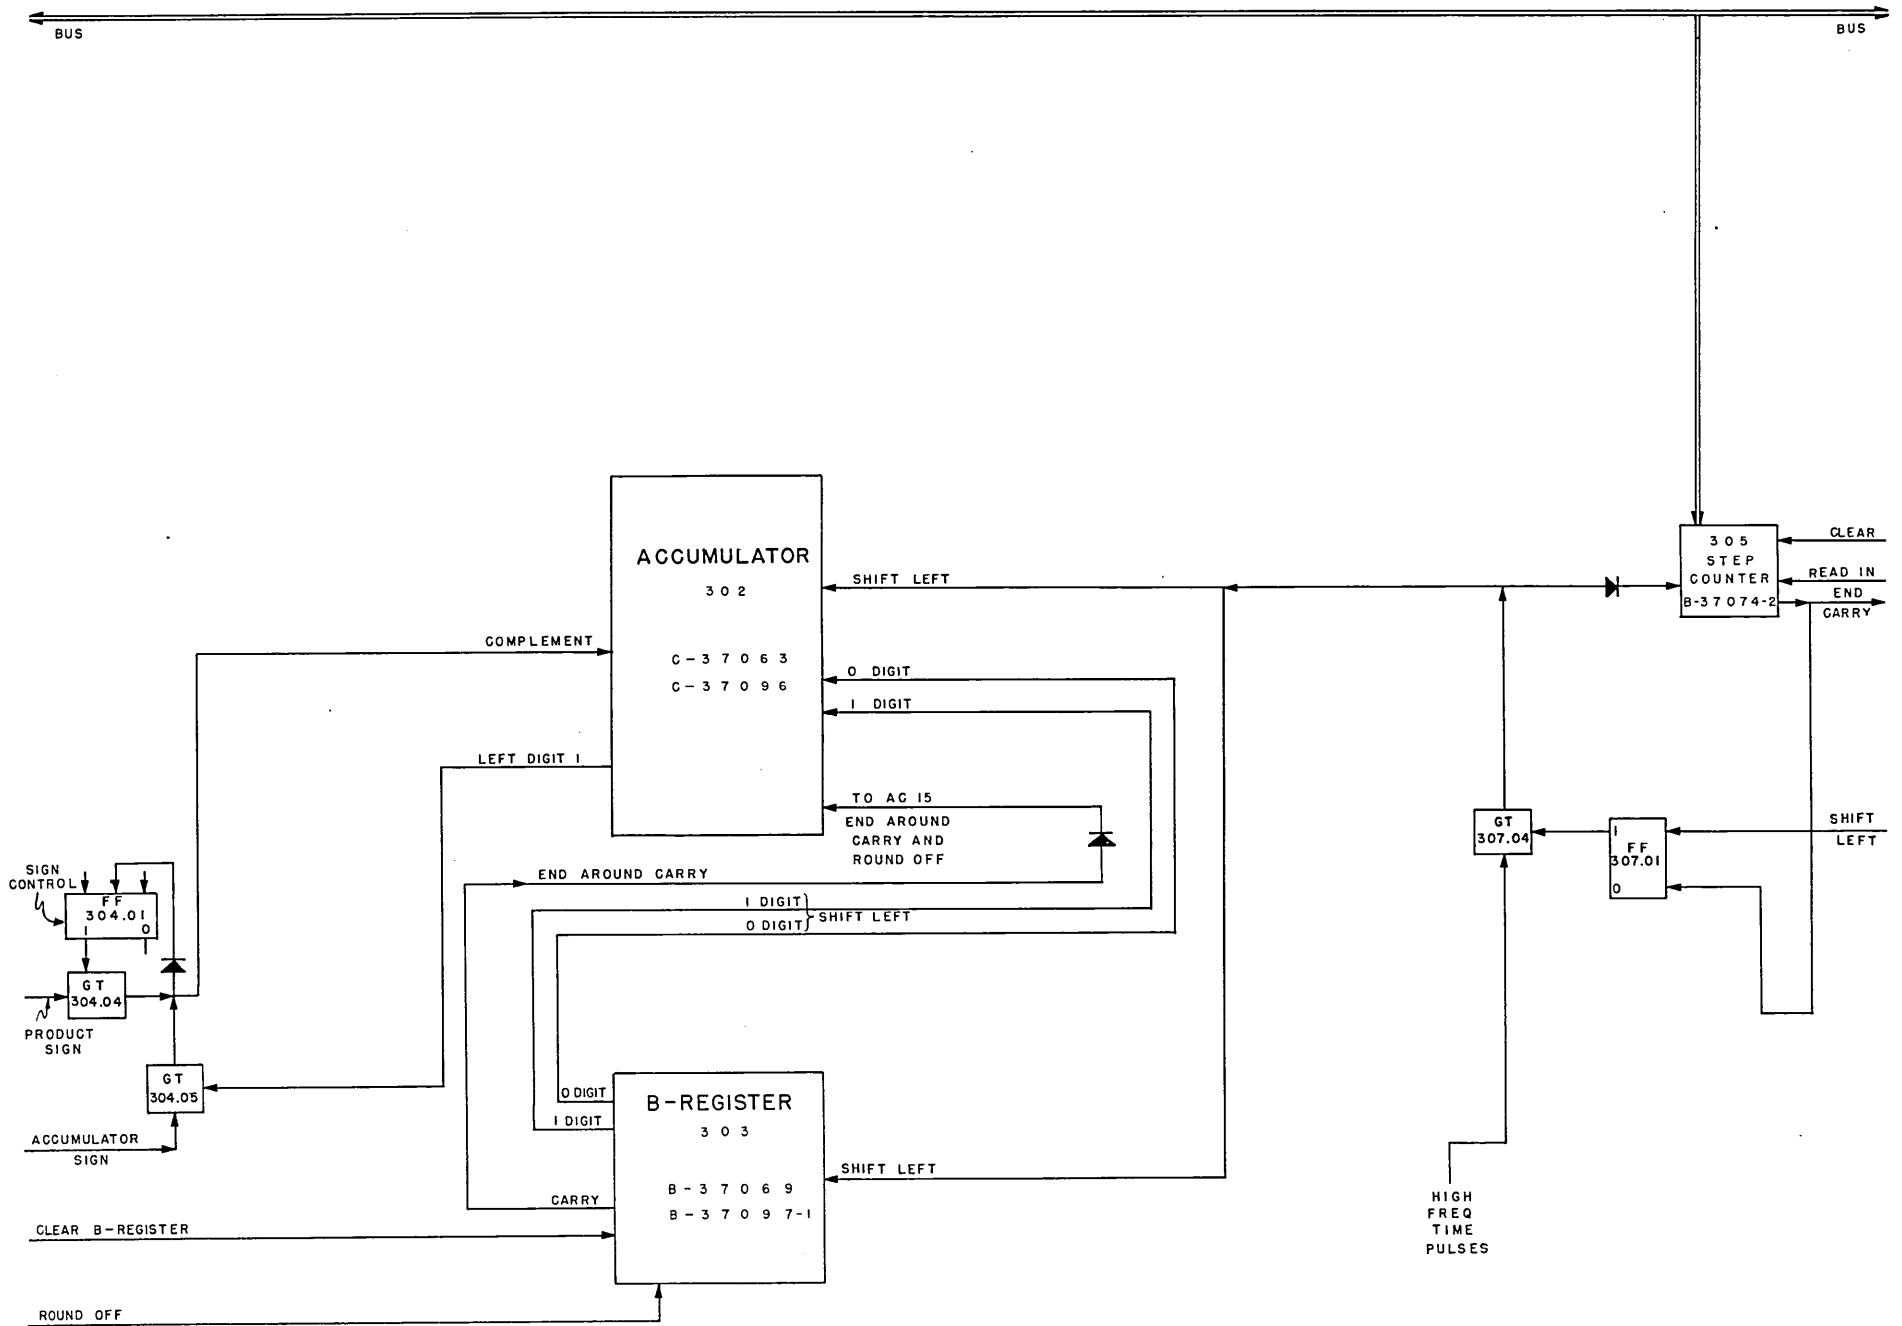 BUS
BUS
ACCUMULATOR
302
C-37063
C-37096
COMPLEMENT
LEFT DIGIT 1
SHIFT LEFT
0 DIGIT
1 DIGIT
TO AC 15
END AROUND
CARRY AND
ROUND OFF
305
STEP
COUNTER
B-37074-2
CLEAR
READ IN
END
CARRY
GT
307.04
1
FF
307.01
0
SHIFT
LEFT
SIGN
CONTROL
FF
304.01
1 0
GT
304.04
PRODUCT
SIGN
GT
304.05
ACCUMULATOR
SIGN
END AROUND CARRY
1 DIGIT
0 DIGIT
SHIFT LEFT
0 DIGIT
1 DIGIT
CARRY
B-REGISTER
303
B-37069
B-37097-1
SHIFT LEFT
CLEAR B-REGISTER
ROUND OFF
HIGH
FREQ
TIME
PULSES